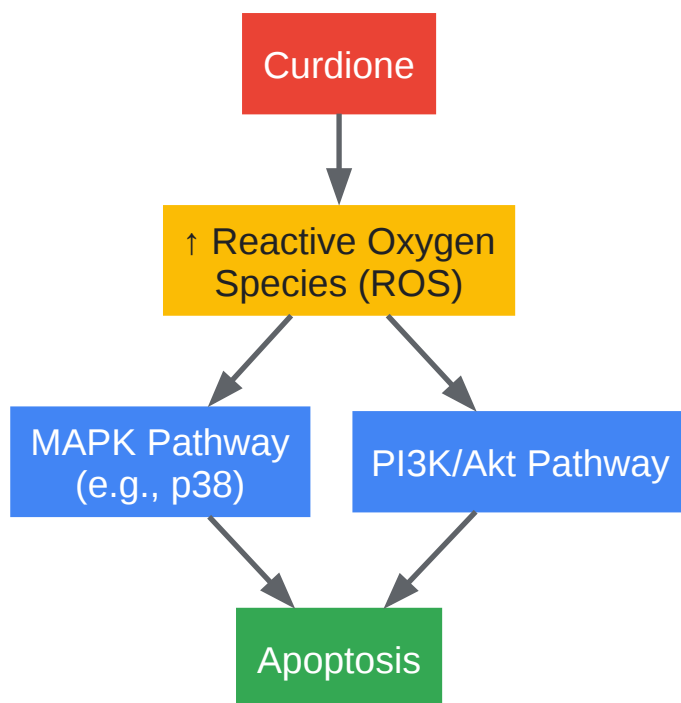 Curdione
↑ Reactive Oxygen
Species (ROS)
MAPK Pathway
(e.g., p38)
PI3K/Akt Pathway
Apoptosis